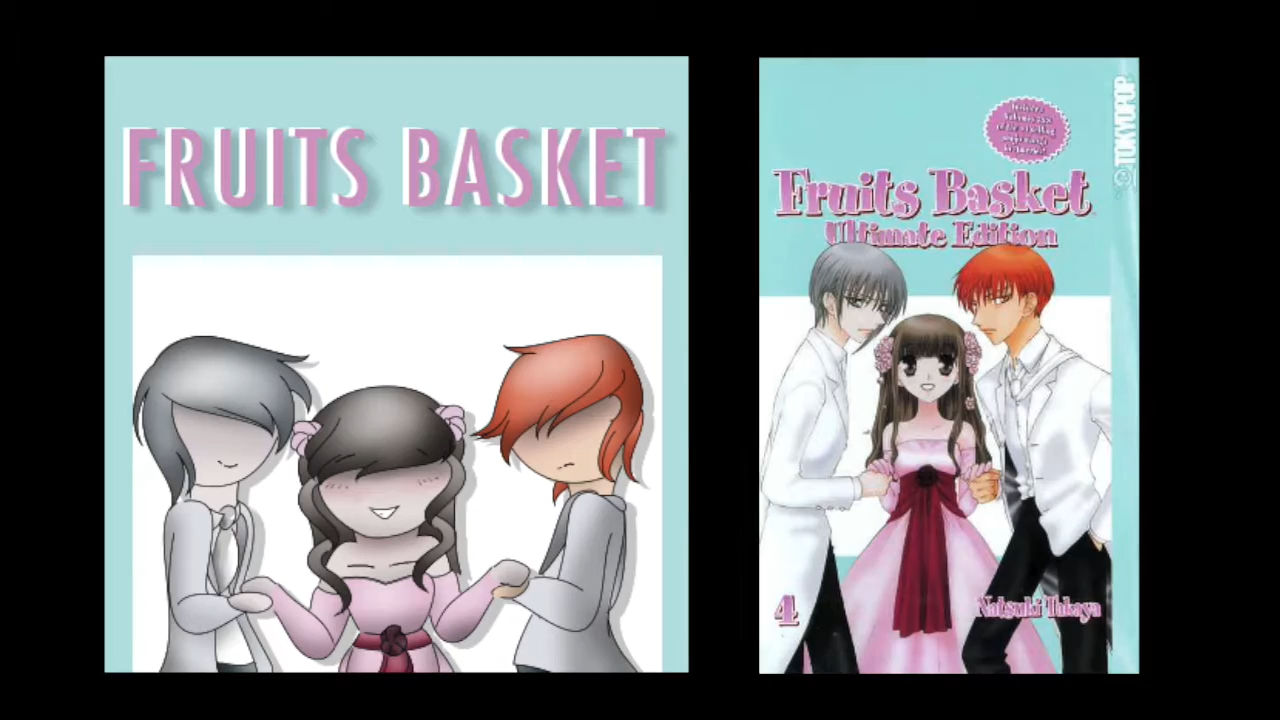 FRUITS BASKET
TOKYOPOP
Fruits Basket
Ultimate Edition
4
Natsuki Takaya